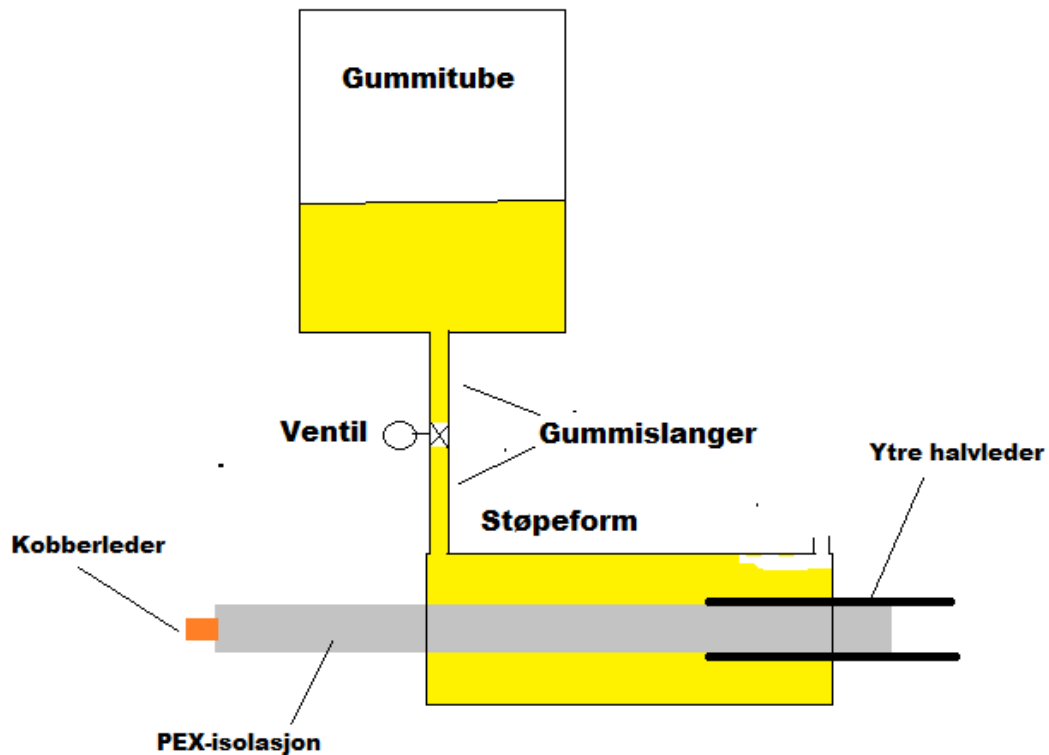 Gummitube
Ventil
Gummislanger
Ytre halvleder
Støpeform
Kobberleder
PEX-isolasjon